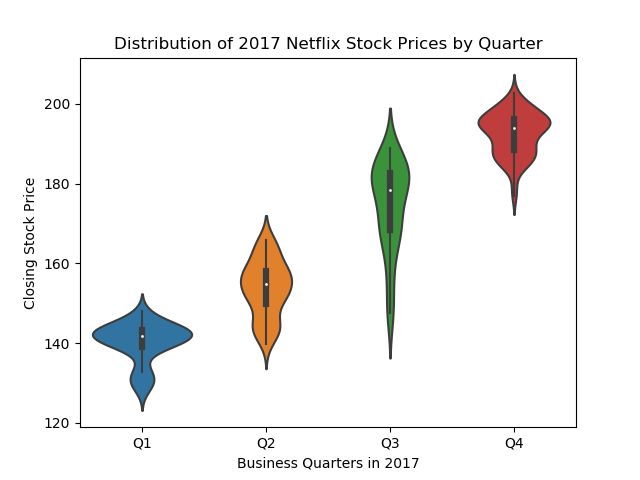 Distribution of 2017 Netflix Stock Prices by Quarter
200
180
160
140
120
Closing Stock Price
Q1 Q2 Q3 Q4
Business Quarters in 2017